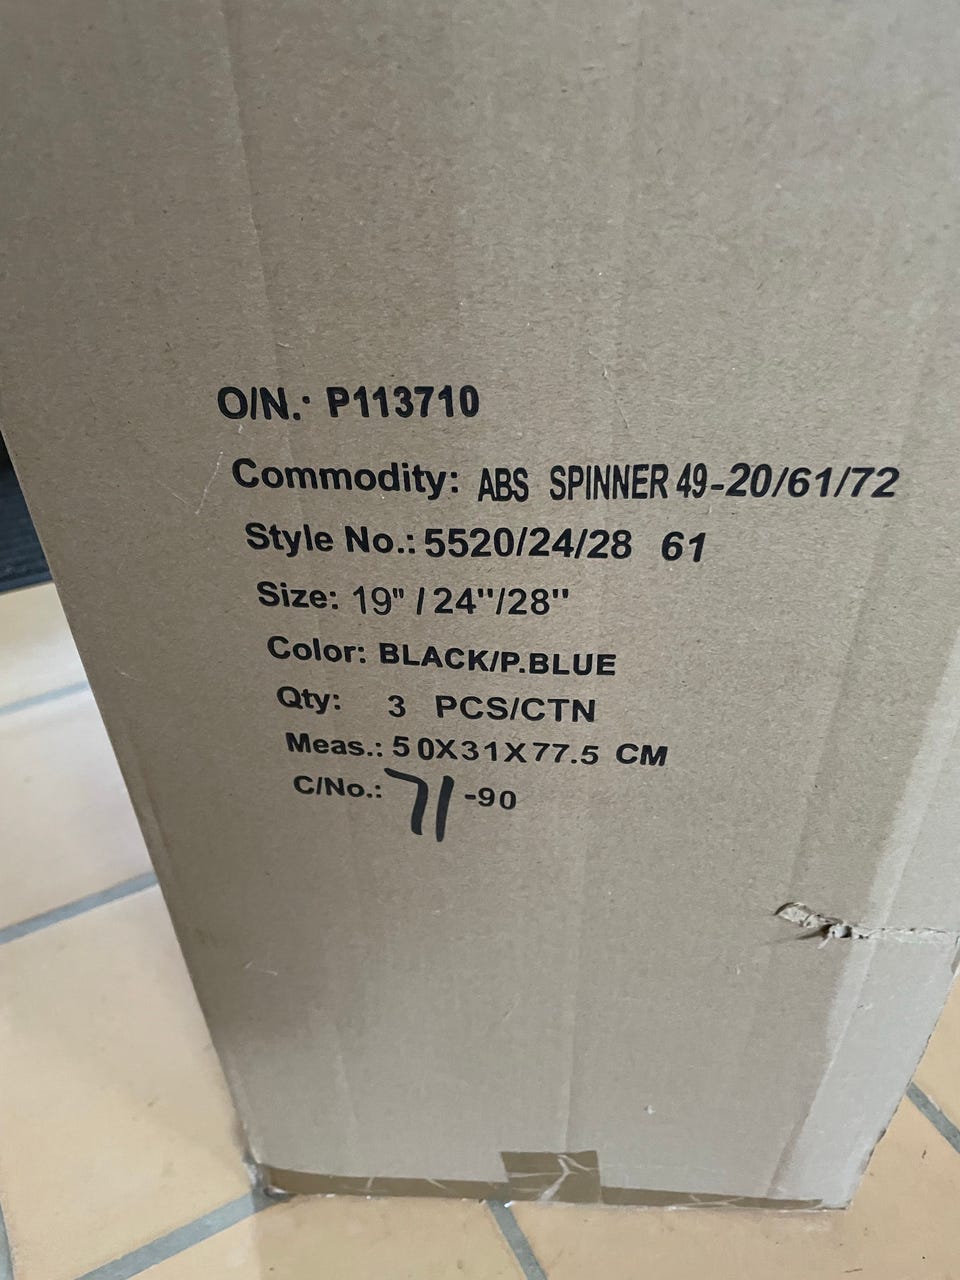 O/N.: P113710
Commodity: ABS SPINNER 49-20/61/72
Style No.: 5520/24/28 61
Size: 19"/24"/28"
Color: BLACK/P.BLUE
Qty: 3 PCS/CTN
Meas.: 50X31X77.5 CM
C/No.: 71-90